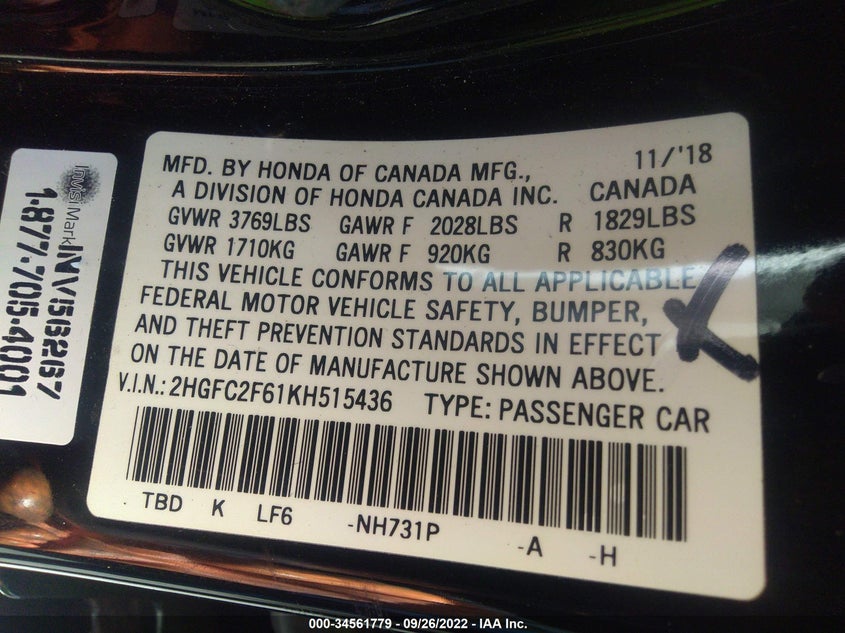 MFD. BY HONDA OF CANADA MFG., 11/'18
A DIVISION OF HONDA CANADA INC. CANADA
GVWR 3769LBS GAWR F 2028LBS R 1829LBS
GVWR 1710KG GAWR F 920KG R 830KG
THIS VEHICLE CONFORMS TO ALL APPLICABLE
FEDERAL MOTOR VEHICLE SAFETY, BUMPER,
AND THEFT PREVENTION STANDARDS IN EFFECT
ON THE DATE OF MANUFACTURE SHOWN ABOVE.
V.I.N.: 2HGFC2F61KH515436 TYPE: PASSENGER CAR
TBD K LF6 -NH731P -A -H
1-877-705-4001
000-34561779 - 09/26/2022 - IAA Inc.